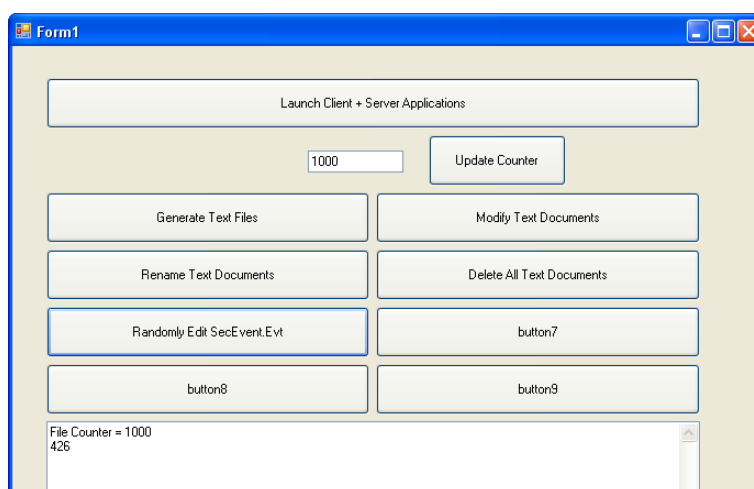 Form1
Launch Client + Server Applications
1000
Update Counter
Generate Text Files
Modify Text Documents
Rename Text Documents
Delete All Text Documents
Randomly Edit SecEvent.Evt
button7
button8
button9
File Counter = 1000
426